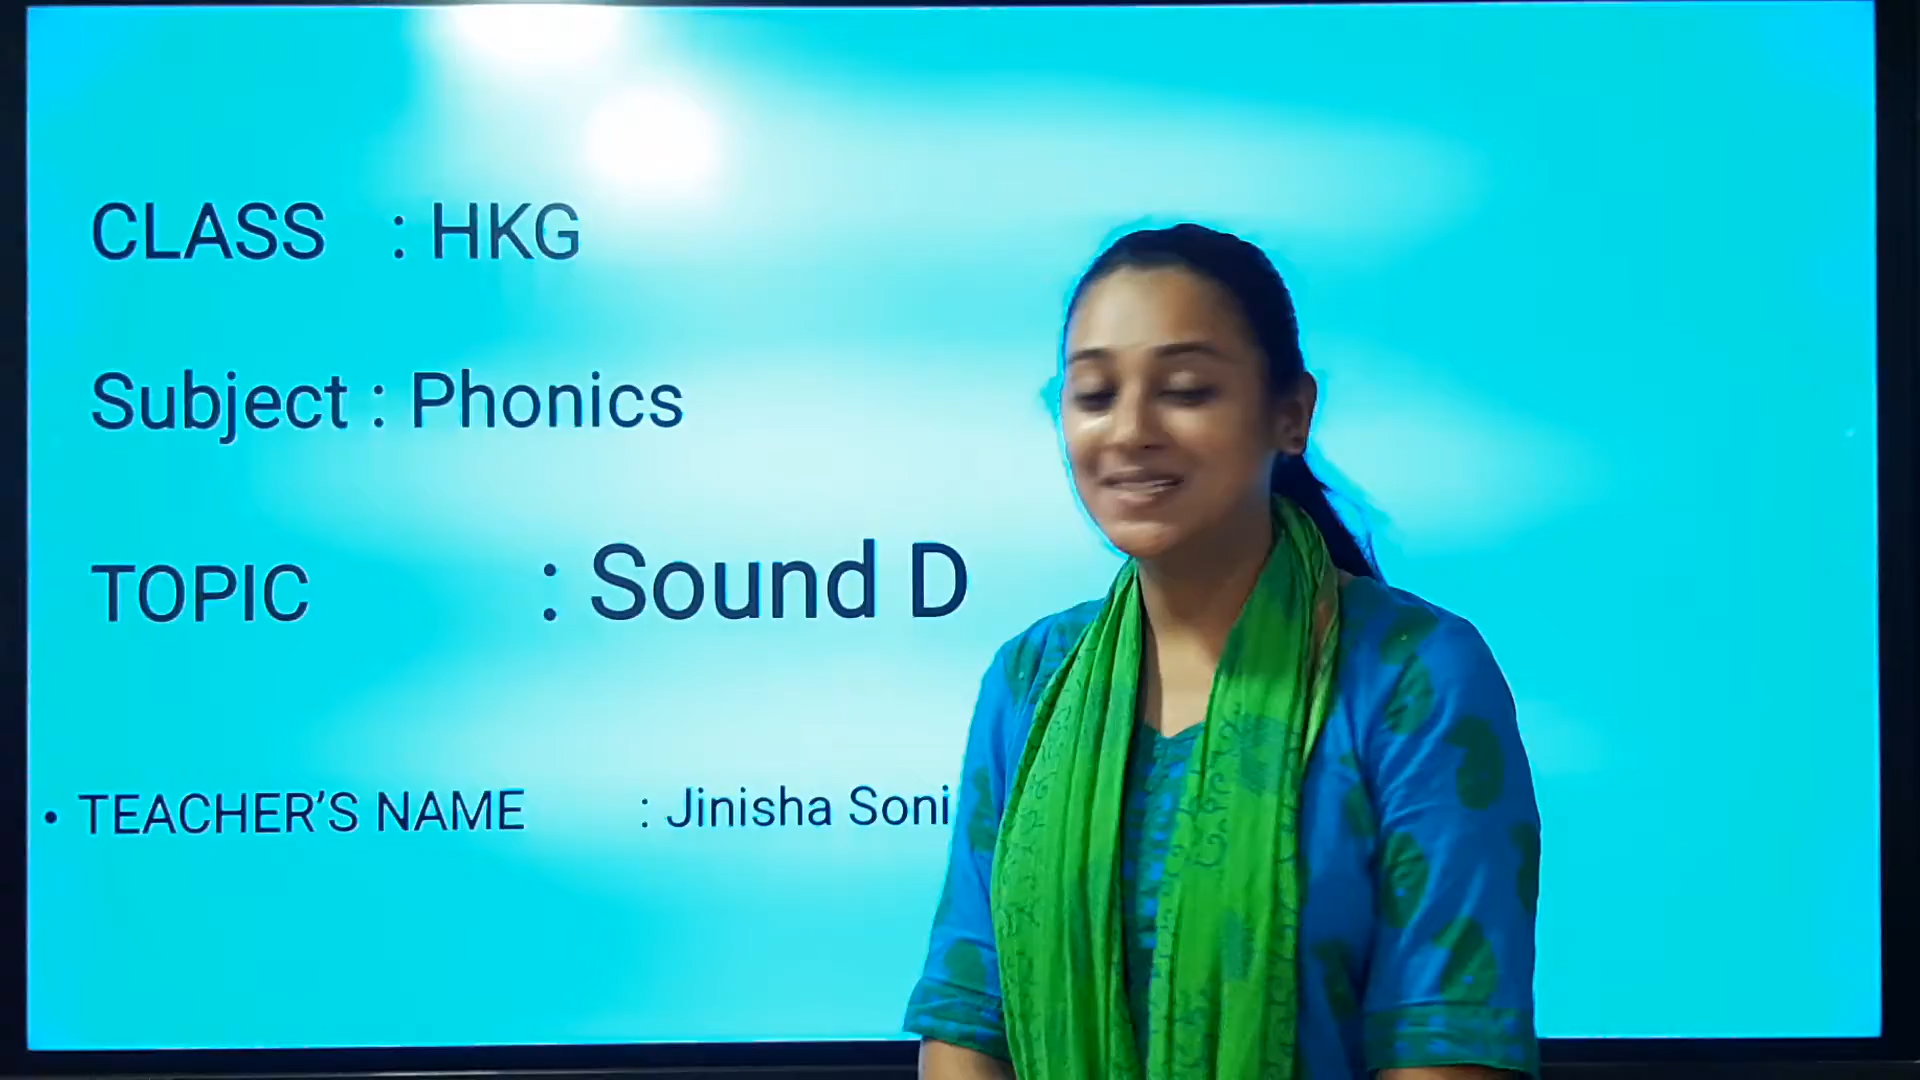 CLASS : HKG
Subject : Phonics
TOPIC : Sound D
• TEACHER’S NAME : Jinisha Soni